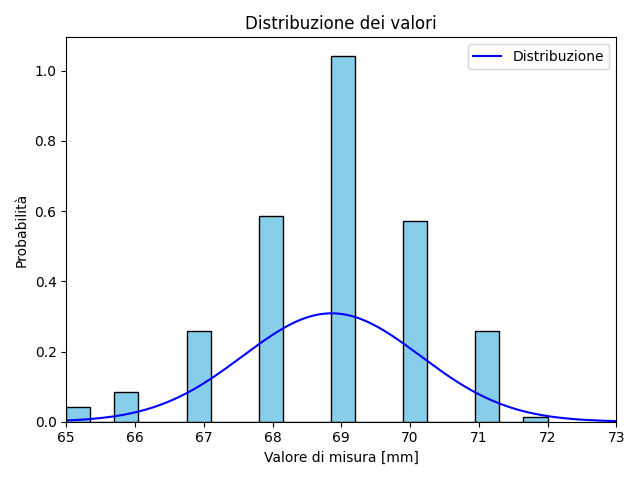 Distribuzione dei valori
Distribuzione
1.0
0.8
0.6
0.4
0.2
0.0
Probabilità
65 66 67 68 69 70 71 72 73
Valore di misura [mm]